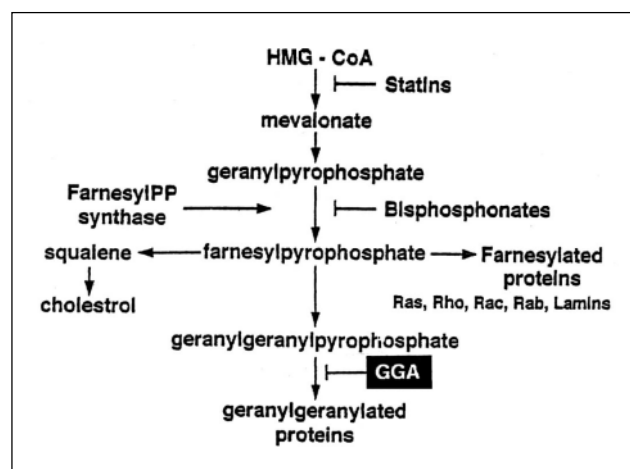 HMG - CoA
Statins
mevalonate
geranylpyrophosphate
FarnesylPP
synthase
Bisphosphonates
squalene
farnesylpyrophosphate
Farnesylated
proteins
cholestrol
Ras, Rho, Rac, Rab, Lamins
geranylgeranylpyrophosphate
GGA
geranylgeranylated
proteins